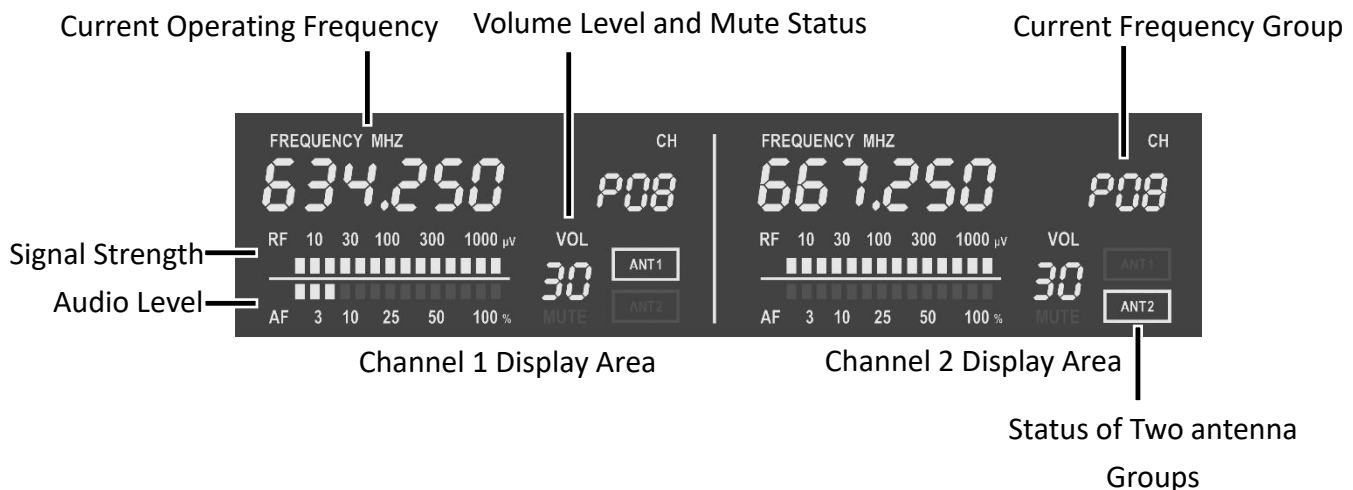 Current Operating Frequency
Volume Level and Mute Status
Current Frequency Group
FREQUENCY MHZ
CH
634.250
P08
RF 10 30 100 300 1000 µV
VOL
30
ANT1
ANT2
MUTE
AF 3 10 25 50 100 %
FREQUENCY MHZ
CH
667.250
P08
RF 10 30 100 300 1000 µV
VOL
30
ANT1
ANT2
MUTE
AF 3 10 25 50 100 %
Signal Strength
Audio Level
Channel 1 Display Area
Channel 2 Display Area
Status of Two antenna
Groups